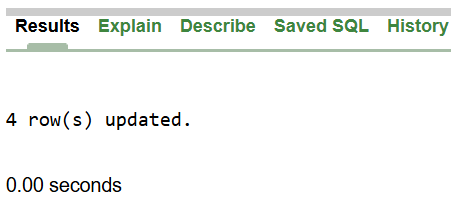 Results Explain Describe Saved SQL History
4 row(s) updated.
0.00 seconds